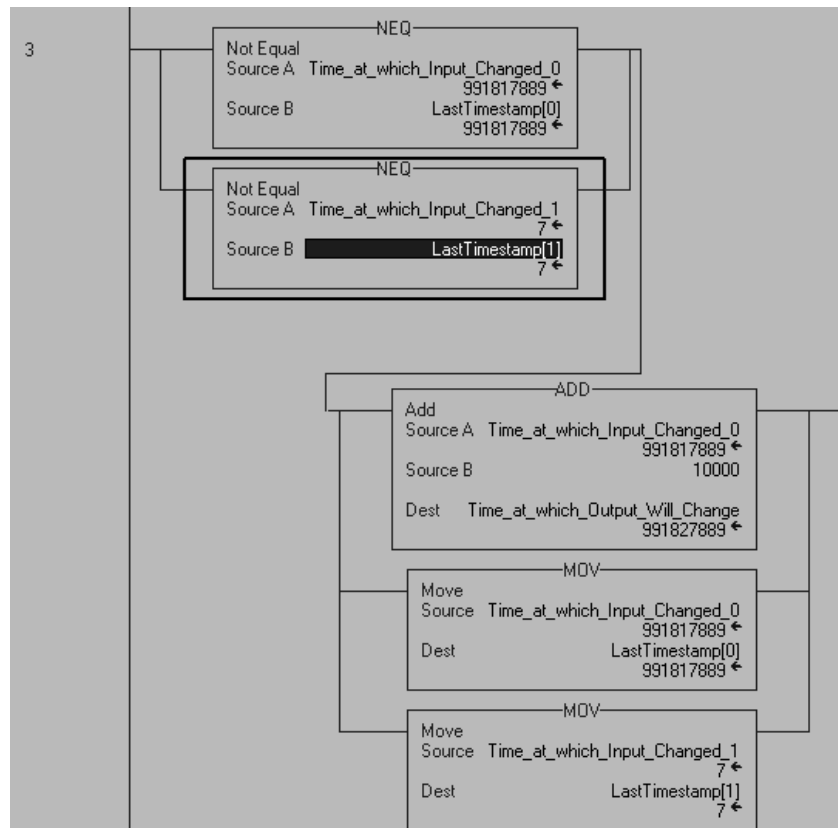 3
NEQ
Not Equal
Source A Time_at_which_Input_Changed_0
991817889
Source B LastTimestamp[0]
991817889
NEQ
Not Equal
Source A Time_at_which_Input_Changed_1
7
Source B LastTimestamp[1]
7
ADD
Add
Source A Time_at_which_Input_Changed_0
991817889
Source B 10000
Dest Time_at_which_Output_Will_Change
991827889
MOV
Move
Source Time_at_which_Input_Changed_0
991817889
Dest LastTimestamp[0]
991817889
MOV
Move
Source Time_at_which_Input_Changed_1
7
Dest LastTimestamp[1]
7